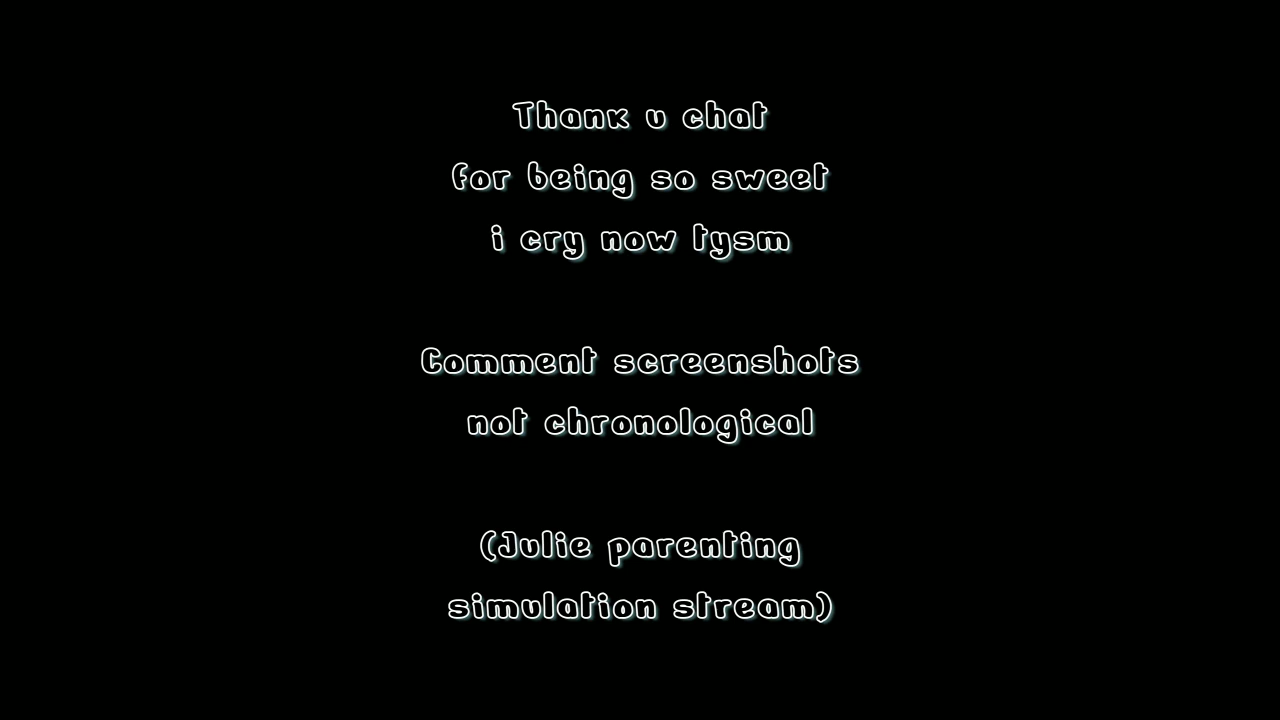 Thank u chat
for being so sweet
i cry now tysm
Comment screenshots
not chronological
(Julie parenting
simulation stream)